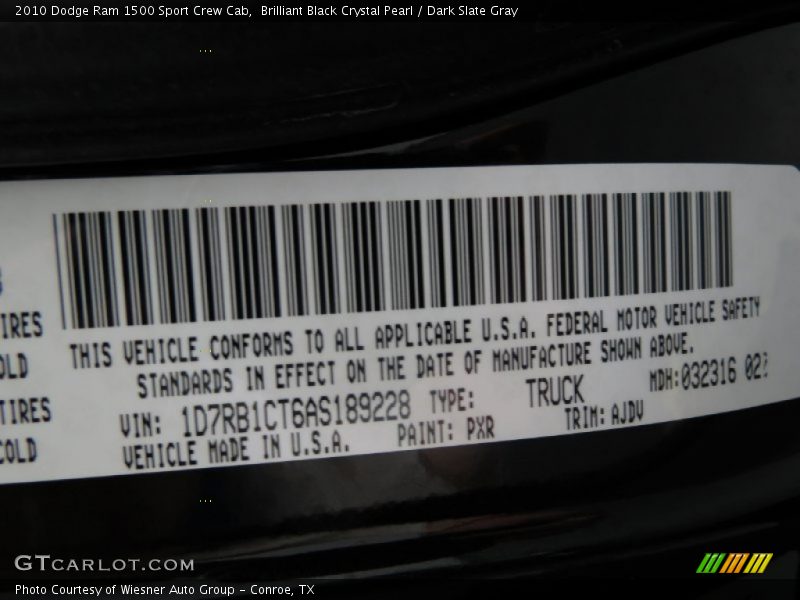 2010 Dodge Ram 1500 Sport Crew Cab,  Brilliant Black Crystal Pearl / Dark Slate Gray
IRES
OLD
TIRES
COLD
THIS VEHICLE CONFORMS TO ALL APPLICABLE U.S.A. FEDERAL MOTOR VEHICLE SAFETY
STANDARDS IN EFFECT ON THE DATE OF MANUFACTURE SHOWN ABOVE.
VIN: 1D7RB1CT6AS189228 TYPE: TRUCK MDH:032316 02
VEHICLE MADE IN U.S.A. PAINT: PXR TRIM: AJDV
GTCARLOT.COM
Photo Courtesy of Wiesner Auto Group - Conroe, TX